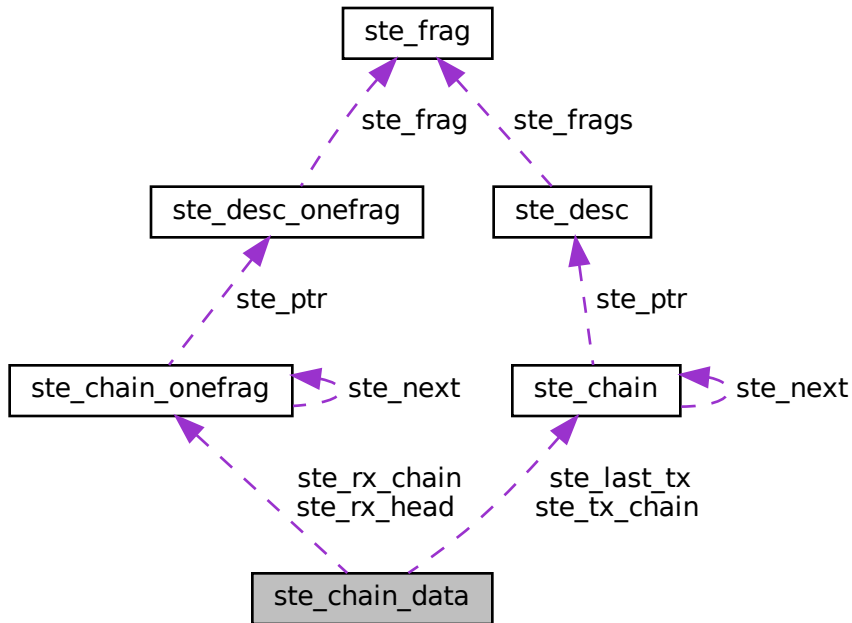 ste_frag
ste_frag
ste_frags
ste_desc_onefrag
ste_desc
ste_ptr
ste_ptr
ste_chain_onefrag
ste_next
ste_chain
ste_next
ste_rx_chain
ste_rx_head
ste_last_tx
ste_tx_chain
ste_chain_data